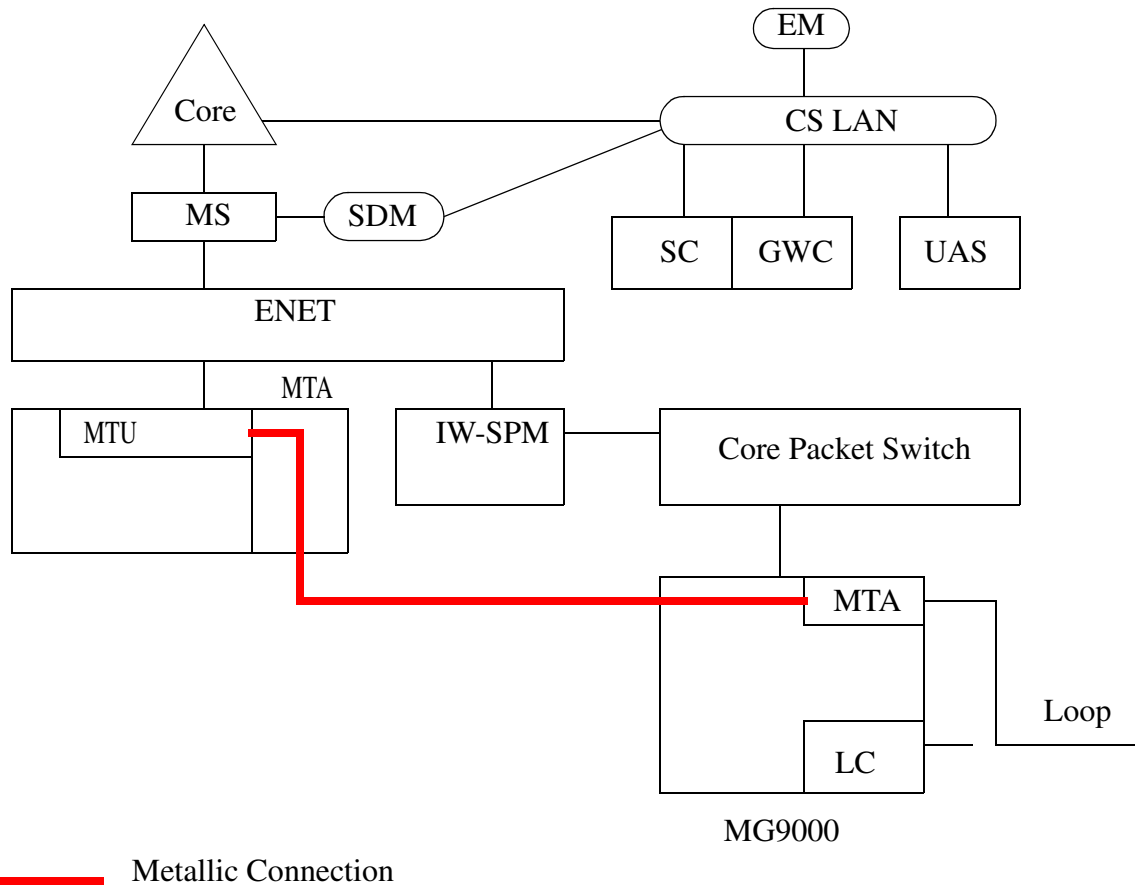 EM
Core
CS LAN
MS
SDM
SC
GWC
UAS
ENET
MTA
MTU
IW-SPM
Core Packet Switch
MTA
Loop
LC
MG9000
Metallic Connection